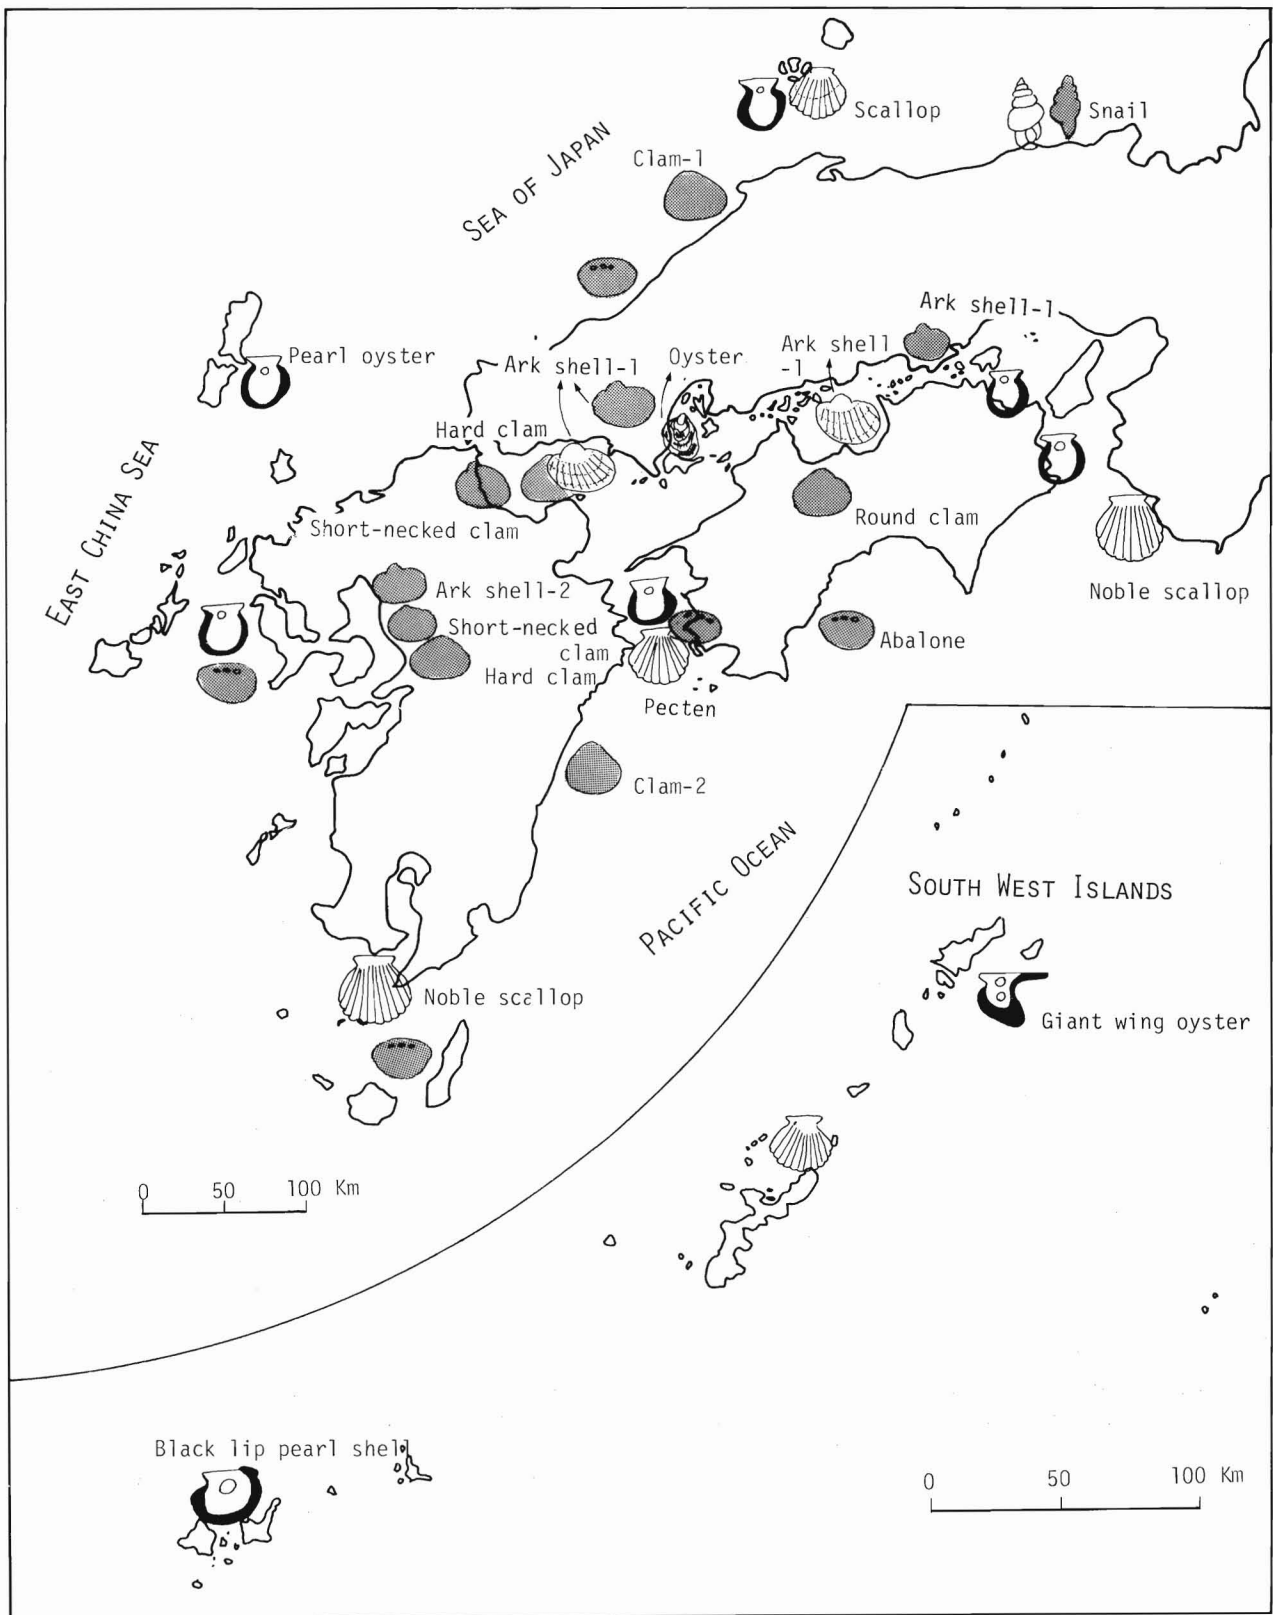 Scallop
Snail
Clam-1
SEA OF JAPAN
Ark shell-1
Pearl oyster
Ark shell-1
Oyster
Ark shell
-1
Hard clam
EAST CHINA SEA
Short-necked clam
Round clam
Noble scallop
Ark shell-2
Short-necked
clam
Hard clam
Abalone
Pecten
Clam-2
PACIFIC OCEAN
SOUTH WEST ISLANDS
Noble scallop
Giant wing oyster
0 50 100 Km
Black lip pearl shell
0 50 100 Km